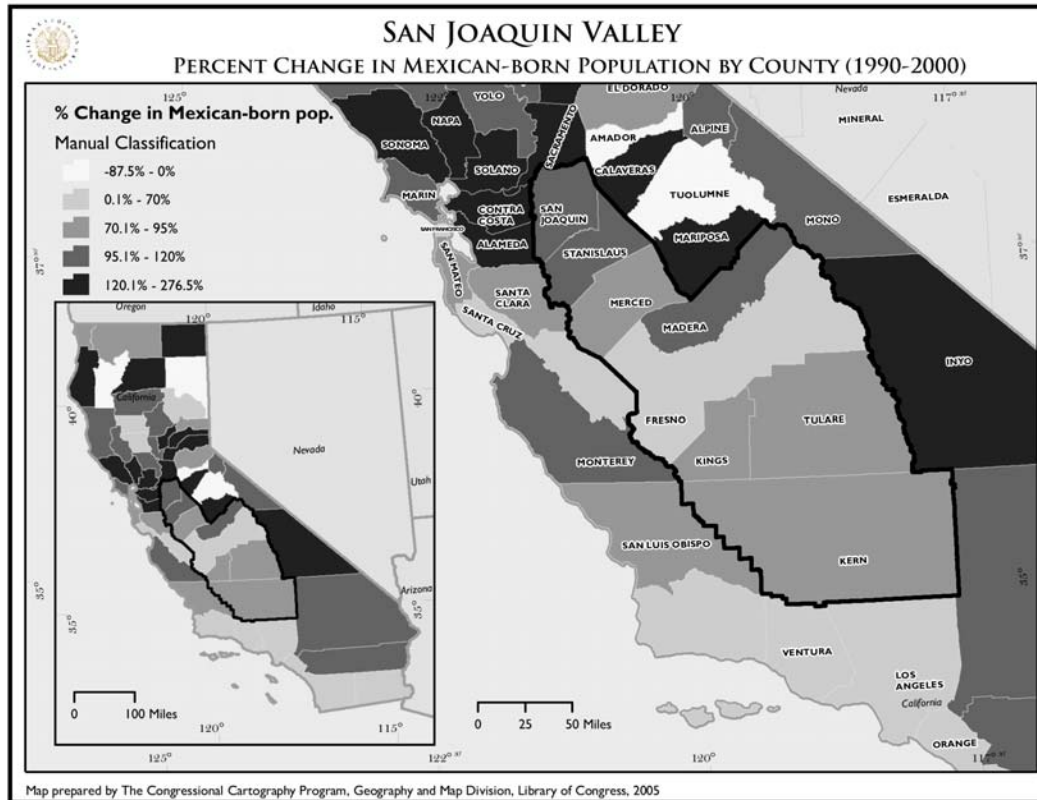 SAN JOAQUIN VALLEY
PERCENT CHANGE IN MEXICAN-BORN POPULATION BY COUNTY (1990-2000)
% Change in Mexican-born pop.
Manual Classification
-87.5% - 0%
0.1% - 70%
70.1% - 95%
95.1% - 120%
120.1% - 276.5%
125°
120°
Nevada
YOLO
EL DORADO
MINERAL
NAPA
SACRAMENTO
AMADOR
ALPINE
SONOMA
SOLANO
CALAVERAS
ESMERALDA
MARIN
TUOLUMNE
MONO
CONTRA
COSTA
SAN
JOAQUIN
SAN FRANCISCO
ALAMEDA
STANISLAUS
MARIPOSA
SAN MATEO
SANTA
CLARA
MERCED
SANTA CRUZ
MADERA
INYO
FRESNO
TULARE
MONTEREY
KINGS
SAN LUIS OBISPO
KERN
VENTURA
LOS
ANGELES
California
ORANGE
0 25 50 Miles
35°
125°
120°
Oregon
Idaho
120°
115°
40°
40°
California
Nevada
Utah
Arizona
35°
35°
0 100 Miles
120°
115°
Map prepared by The Congressional Cartography Program, Geography and Map Division, Library of Congress, 2005